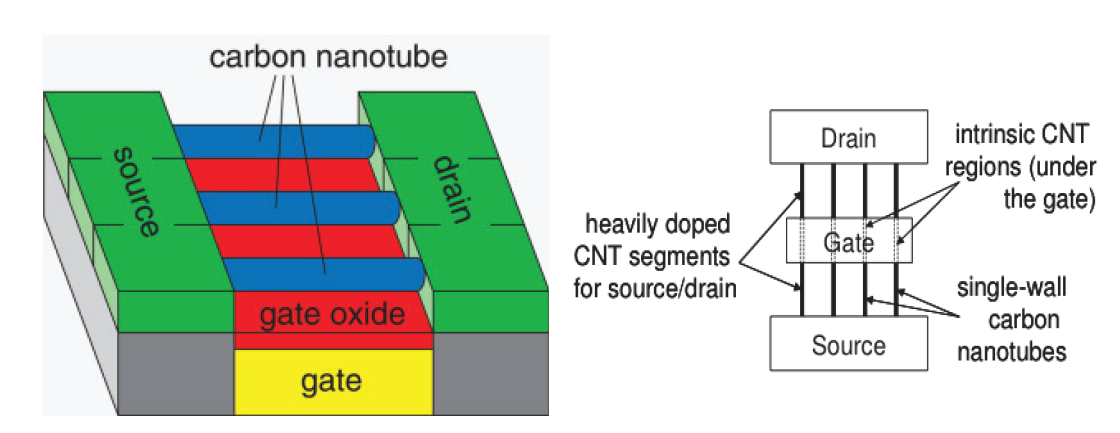 carbon nanotube
source
drain
gate oxide
gate
Drain
intrinsic CNT
regions (under
the gate)
heavily doped
CNT segments
for source/drain
Gate
single-wall
carbon
nanotubes
Source